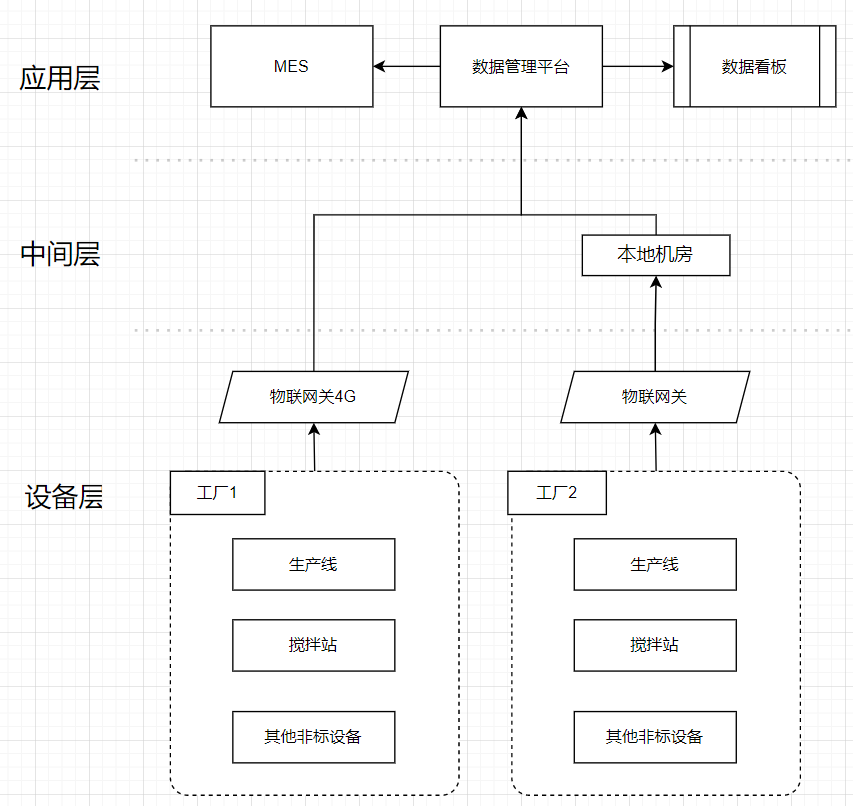 应用层
MES
数据管理平台
数据看板
中间层
本地机房
物联网关4G
物联网关
设备层
工厂1
工厂2
生产线
生产线
搅拌站
搅拌站
其他非标设备
其他非标设备